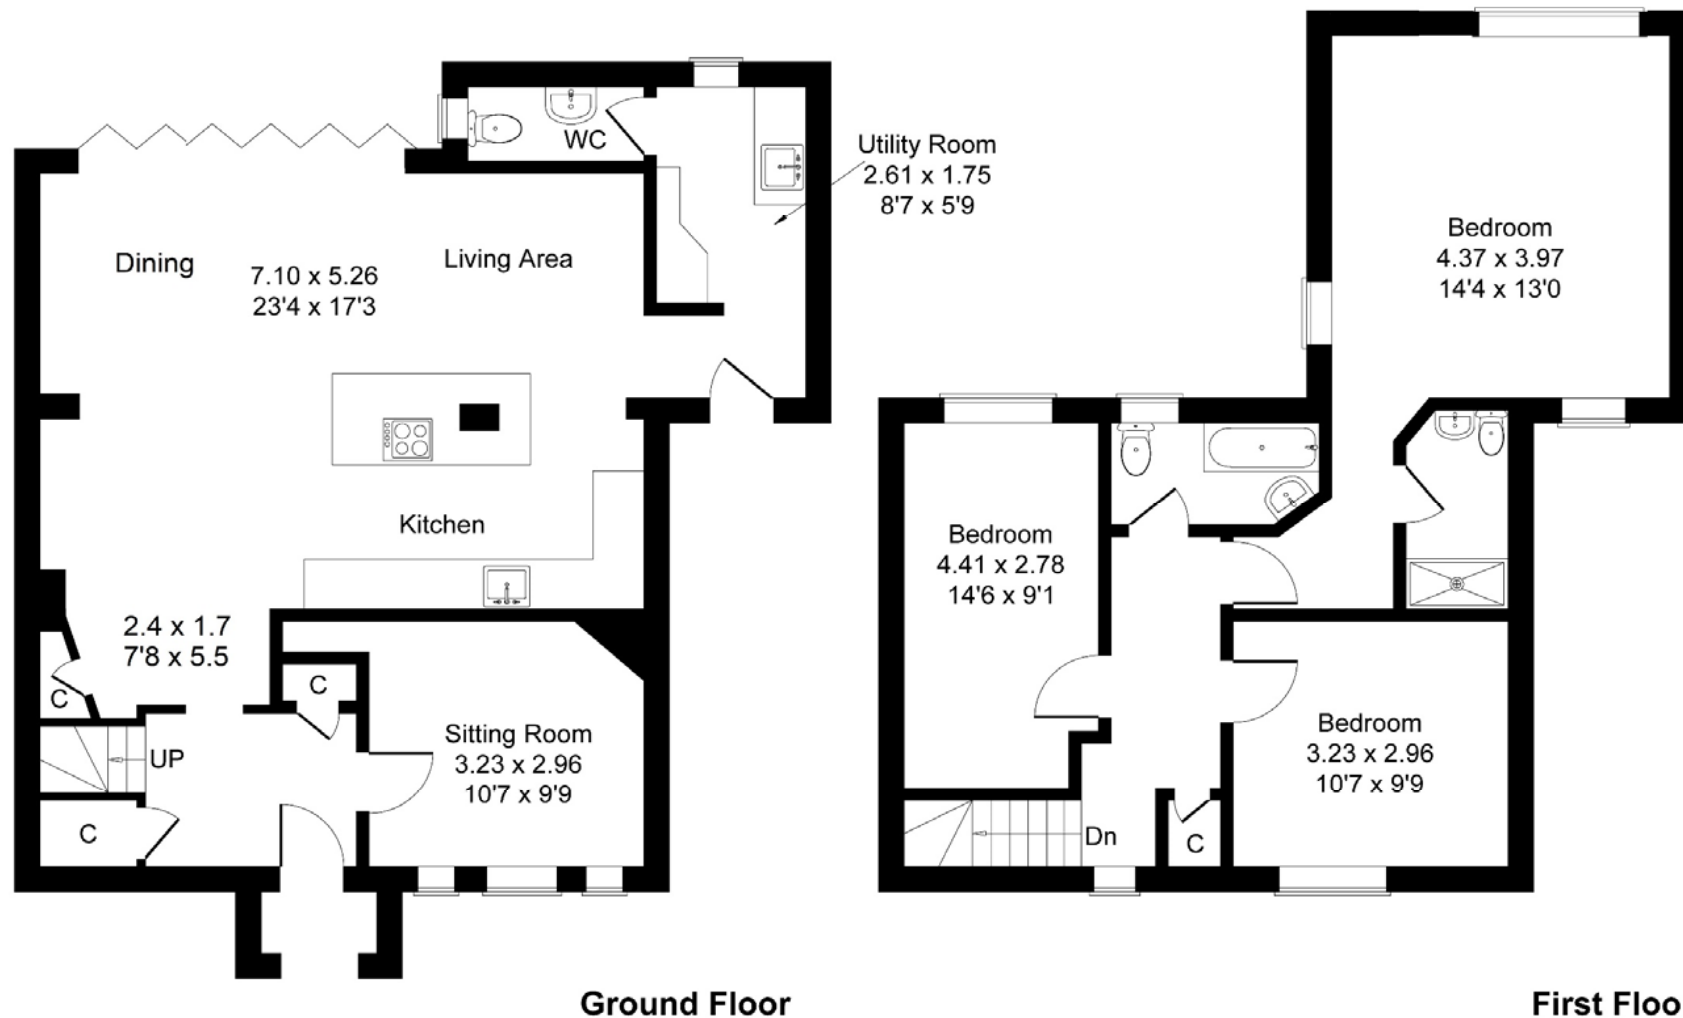 WC
Utility Room
2.61 x 1.75
8'7 x 5'9
Dining
Living Area
7.10 x 5.26
23'4 x 17'3
Kitchen
2.4 x 1.7
7'8 x 5.5
C
C
UP
C
Sitting Room
3.23 x 2.96
10'7 x 9'9
Ground Floor
Bedroom
4.37 x 3.97
14'4 x 13'0
Bedroom
4.41 x 2.78
14'6 x 9'1
Bedroom
3.23 x 2.96
10'7 x 9'9
Dn
C
First Floo